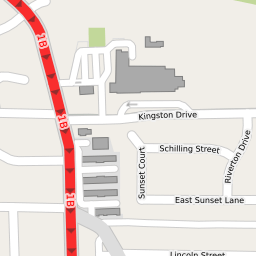 1B
1B
Kingston Drive
Schilling Street
Riverton Drive
Sunset Court
1B
East Sunset Lane
Lincoln Street